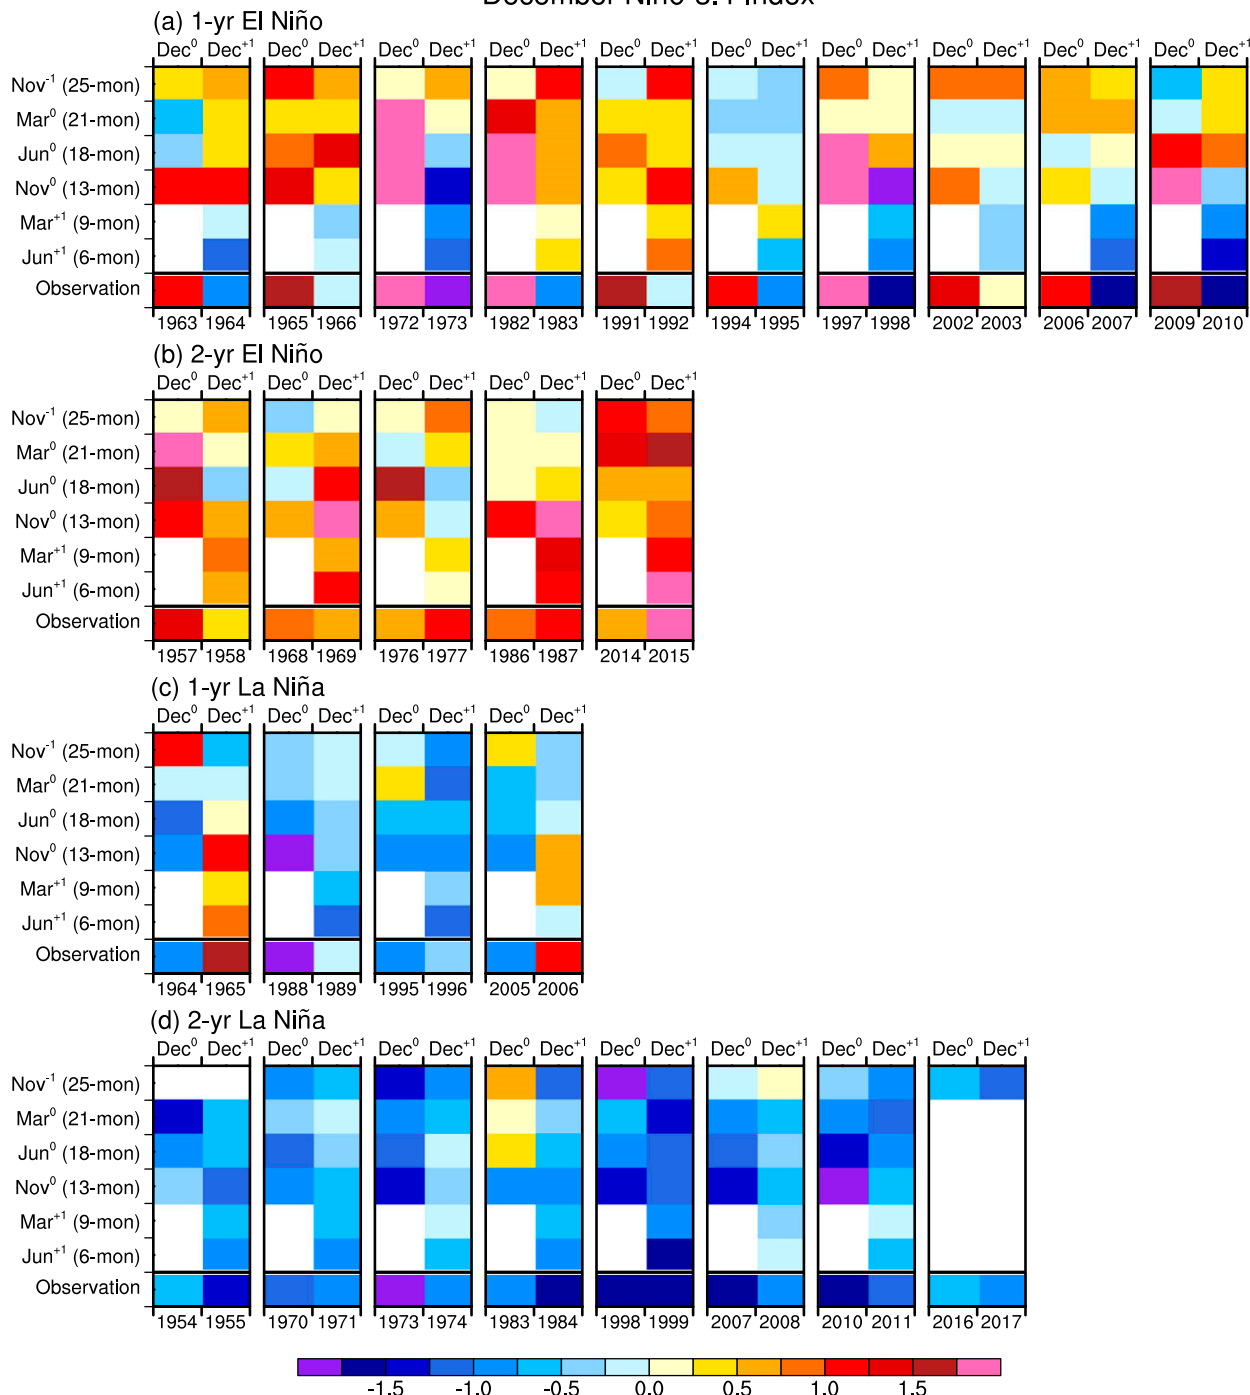 December Niño-3.4 Index
(a) 1-yr El Niño
Dec⁰ Dec⁺¹ Dec⁰ Dec⁺¹ Dec⁰ Dec⁺¹ Dec⁰ Dec⁺¹ Dec⁰ Dec⁺¹ Dec⁰ Dec⁺¹ Dec⁰ Dec⁺¹ Dec⁰ Dec⁺¹ Dec⁰ Dec⁺¹ Dec⁰ Dec⁺¹
Nov⁻¹ (25-mon)
Mar⁰ (21-mon)
Jun⁰ (18-mon)
Nov⁰ (13-mon)
Mar⁺¹ (9-mon)
Jun⁺¹ (6-mon)
Observation
1963 1964 1965 1966 1972 1973 1982 1983 1991 1992 1994 1995 1997 1998 2002 2003 2006 2007 2009 2010
(b) 2-yr El Niño
Dec⁰ Dec⁺¹ Dec⁰ Dec⁺¹ Dec⁰ Dec⁺¹ Dec⁰ Dec⁺¹ Dec⁰ Dec⁺¹
Nov⁻¹ (25-mon)
Mar⁰ (21-mon)
Jun⁰ (18-mon)
Nov⁰ (13-mon)
Mar⁺¹ (9-mon)
Jun⁺¹ (6-mon)
Observation
1957 1958 1968 1969 1976 1977 1986 1987 2014 2015
(c) 1-yr La Niña
Dec⁰ Dec⁺¹ Dec⁰ Dec⁺¹ Dec⁰ Dec⁺¹ Dec⁰ Dec⁺¹
Nov⁻¹ (25-mon)
Mar⁰ (21-mon)
Jun⁰ (18-mon)
Nov⁰ (13-mon)
Mar⁺¹ (9-mon)
Jun⁺¹ (6-mon)
Observation
1964 1965 1988 1989 1995 1996 2005 2006
(d) 2-yr La Niña
Dec⁰ Dec⁺¹ Dec⁰ Dec⁺¹ Dec⁰ Dec⁺¹ Dec⁰ Dec⁺¹ Dec⁰ Dec⁺¹ Dec⁰ Dec⁺¹ Dec⁰ Dec⁺¹ Dec⁰ Dec⁺¹
Nov⁻¹ (25-mon)
Mar⁰ (21-mon)
Jun⁰ (18-mon)
Nov⁰ (13-mon)
Mar⁺¹ (9-mon)
Jun⁺¹ (6-mon)
Observation
1954 1955 1970 1971 1973 1974 1983 1984 1998 1999 2007 2008 2010 2011 2016 2017
-1.5 -1.0 -0.5 0.0 0.5 1.0 1.5